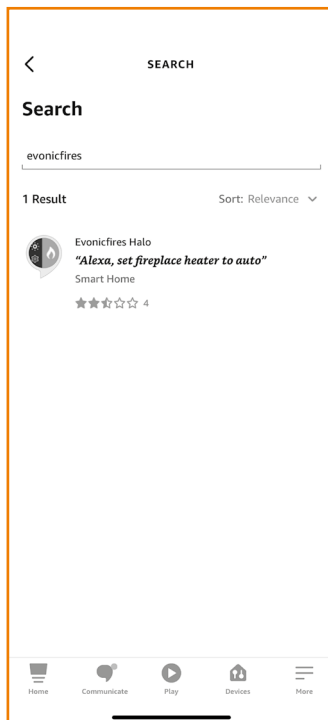 SEARCH
Search
evonicfires
1 Result
Sort: Relevance
Evonicfires Halo
“Alexa, set fireplace heater to auto”
Smart Home
4
Home Communicate Play Devices More